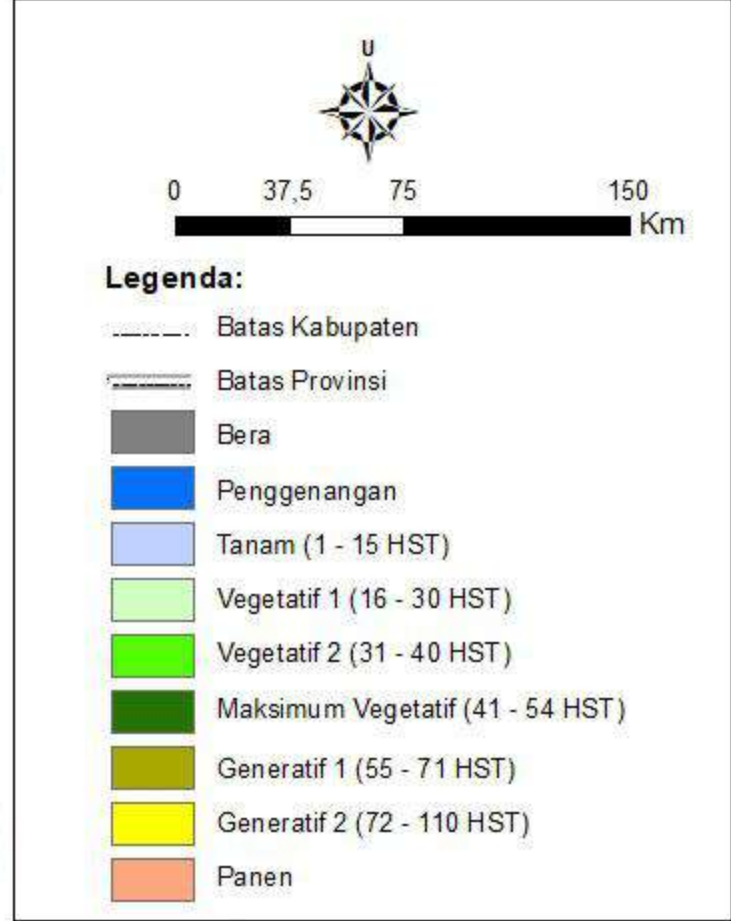 U
0 37,5 75 150
Km
Legenda:
Batas Kabupaten
Batas Provinsi
Bera
Penggenangan
Tanam (1 - 15 HST)
Vegetatif 1 (16 - 30 HST)
Vegetatif 2 (31 - 40 HST)
Maksimum Vegetatif (41 - 54 HST)
Generatif 1 (55 - 71 HST)
Generatif 2 (72 - 110 HST)
Panen